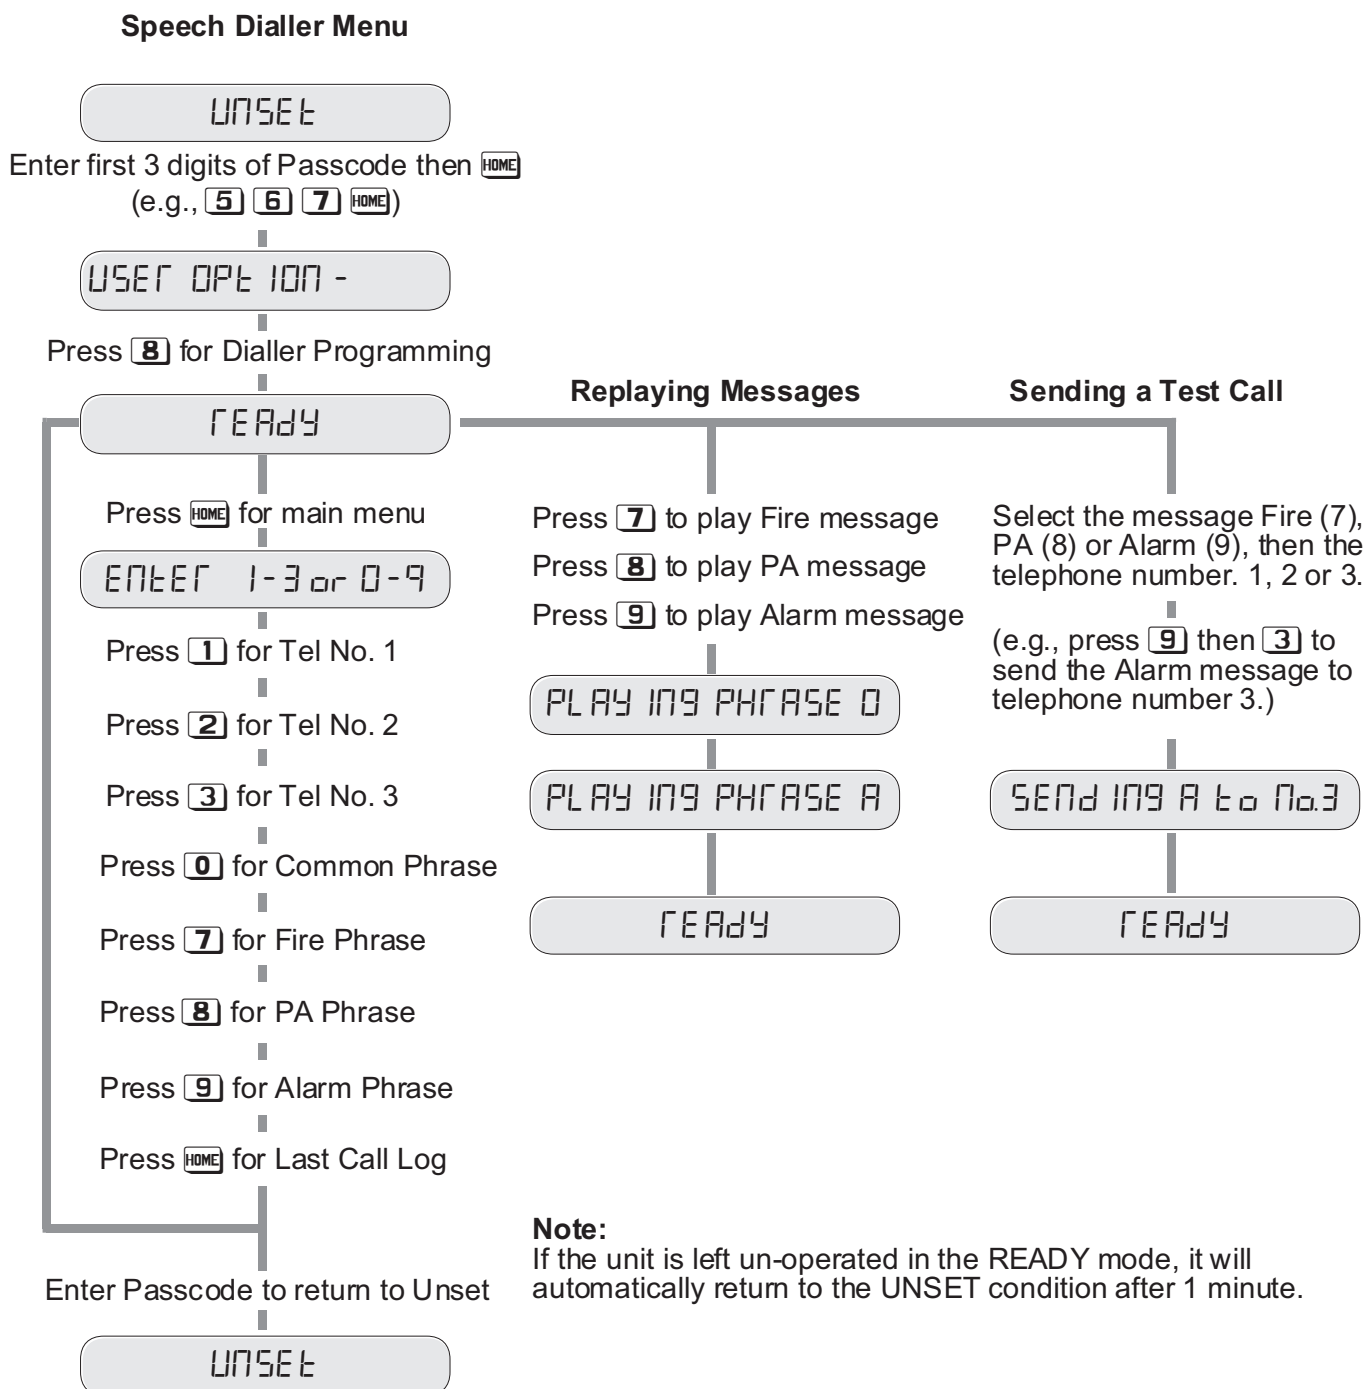 Speech Dialler Menu
UNSEt
Enter first 3 digits of Passcode then HOME
(e.g., 5 6 7 HOME)
USEr OPtION -
Press 8 for Dialler Programming
rEAdY
Press HOME for main menu
ENtEr 1-3 or 0-9
Press 1 for Tel No. 1
Press 2 for Tel No. 2
Press 3 for Tel No. 3
Press 0 for Common Phrase
Press 7 for Fire Phrase
Press 8 for PA Phrase
Press 9 for Alarm Phrase
Press HOME for Last Call Log
Enter Passcode to return to Unset
UNSEt
Replaying Messages
Press 7 to play Fire message
Press 8 to play PA message
Press 9 to play Alarm message
PLAYING PHrASE 0
PLAYING PHrASE A
rEAdY
Sending a Test Call
Select the message Fire (7),
PA (8) or Alarm (9), then the
telephone number. 1, 2 or 3.
(e.g., press 9 then 3 to
send the Alarm message to
telephone number 3.)
SENdING A to No.3
rEAdY
Note:
If the unit is left un-operated in the READY mode, it will
automatically return to the UNSET condition after 1 minute.